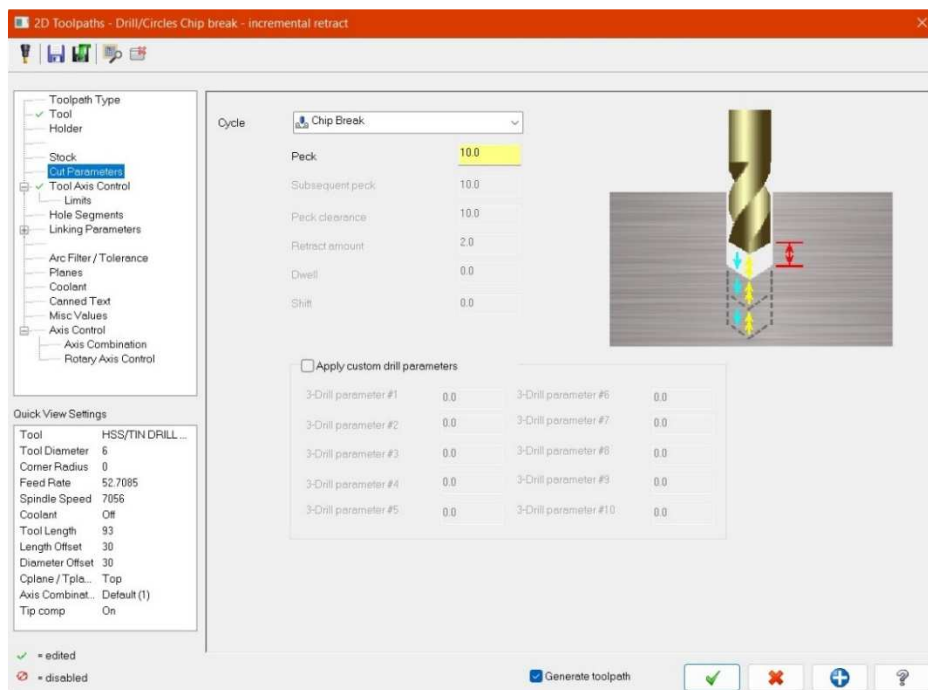 2D Toolpaths - Drill/Circles Chip break - incremental retract
Toolpath Type
Tool
Holder
Stock
Cut Parameters
Tool Axis Control
Limits
Hole Segments
Linking Parameters
Arc Filter / Tolerance
Planes
Coolant
Canned Text
Misc Values
Axis Control
Axis Combination
Rotary Axis Control
Quick View Settings
Tool HSS/TIN DRILL ...
Tool Diameter 6
Corner Radius 0
Feed Rate 52.7085
Spindle Speed 7056
Coolant Off
Tool Length 93
Length Offset 30
Diameter Offset 30
Cplane / Tpla... Top
Axis Combinat... Default (1)
Tip comp On
= edited
= disabled
Cycle Chip Break
Peck 10.0
Subsequent peck 10.0
Peck clearance 10.0
Retract amount 2.0
Dwell 0.0
Shift 0.0
Apply custom drill parameters
3-Drill parameter #1 0.0 3-Drill parameter #6 0.0
3-Drill parameter #2 0.0 3-Drill parameter #7 0.0
3-Drill parameter #3 0.0 3-Drill parameter #8 0.0
3-Drill parameter #4 0.0 3-Drill parameter #9 0.0
3-Drill parameter #5 0.0 3-Drill parameter #10 0.0
Generate toolpath
?